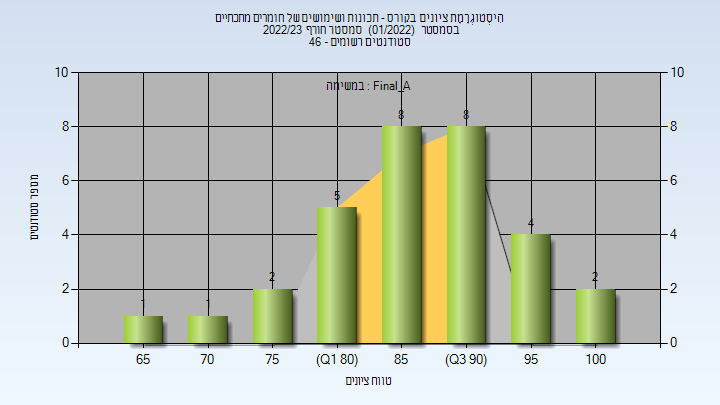 היסטוגרמת ציונים בקורס - תכונות ושימושים של חומרים מתכתיים
בסמסטר (01/2022) סמסטר חורף 2022/23
סטודנטים רשומים - 46
במשימה : Final_A
מספר סטודנטים
10 10
8 8
6 6
4 4
2 2
0 0
1 1 2 5 8 8 4 2
65 70 75 (Q1 80) 85 (Q3 90) 95 100
טווח ציונים